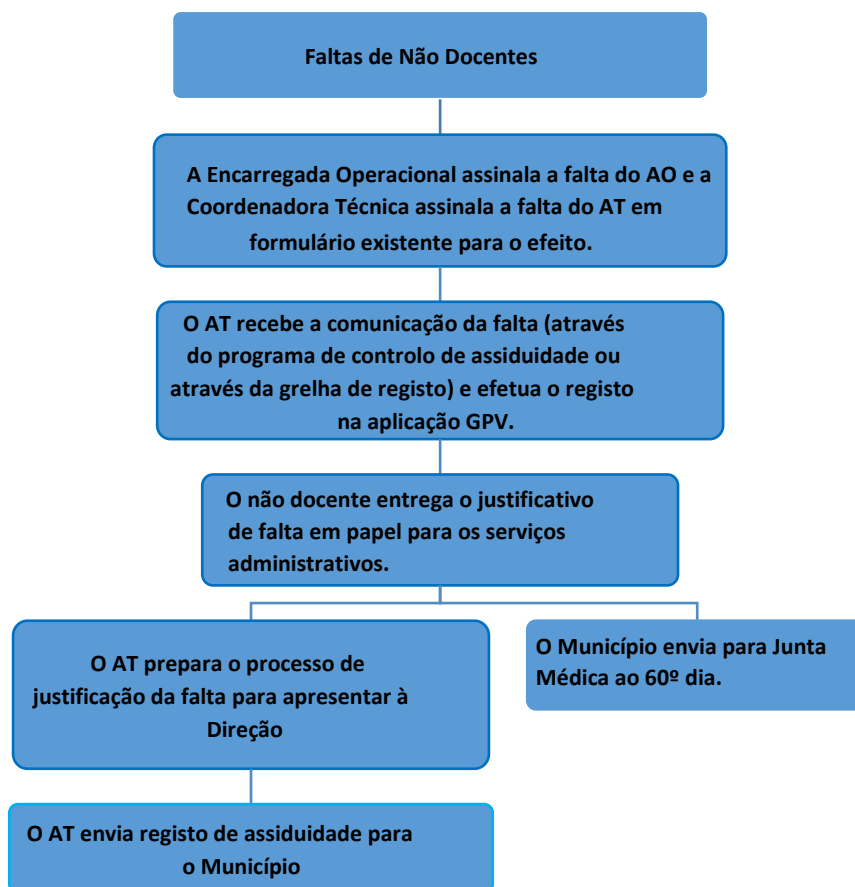 Faltas de Não Docentes
A Encarregada Operacional assinala a falta do AO e a
Coordenadora Técnica assinala a falta do AT em
formulário existente para o efeito.
O AT recebe a comunicação da falta (através
do programa de controlo de assiduidade ou
através da grelha de registo) e efetua o registo
na aplicação GPV.
O não docente entrega o justificativo
de falta em papel para os serviços
administrativos.
O AT prepara o processo de
justificação da falta para apresentar à
Direção
O Município envia para Junta
Médica ao 60º dia.
O AT envia registo de assiduidade para
o Município